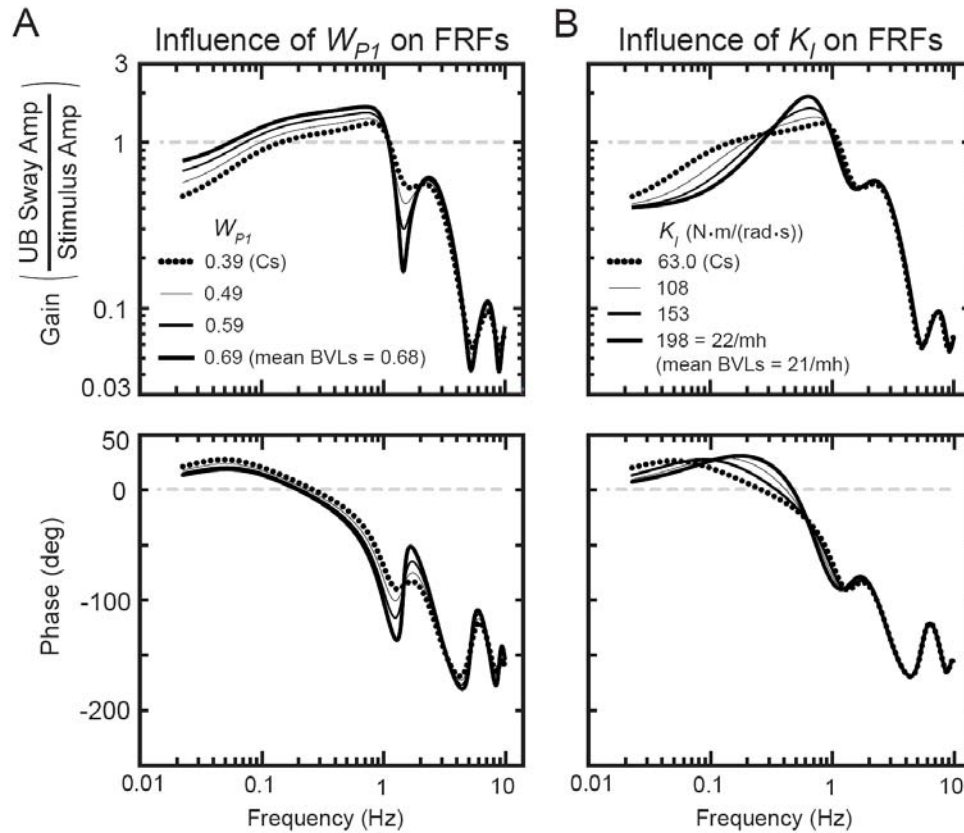 A
Influence of W_P1 on FRFs
B
Influence of K_I on FRFs
Gain (UB Sway Amp / Stimulus Amp)
3
1
0.1
0.03
W_P1
0.39 (Cs)
0.49
0.59
0.69 (mean BVLs = 0.68)
K_I (N·m/(rad·s))
63.0 (Cs)
108
153
198 = 22/mh
(mean BVLs = 21/mh)
Phase (deg)
50
0
-100
-200
0.01
0.1
1
10
Frequency (Hz)
0.01
0.1
1
10
Frequency (Hz)